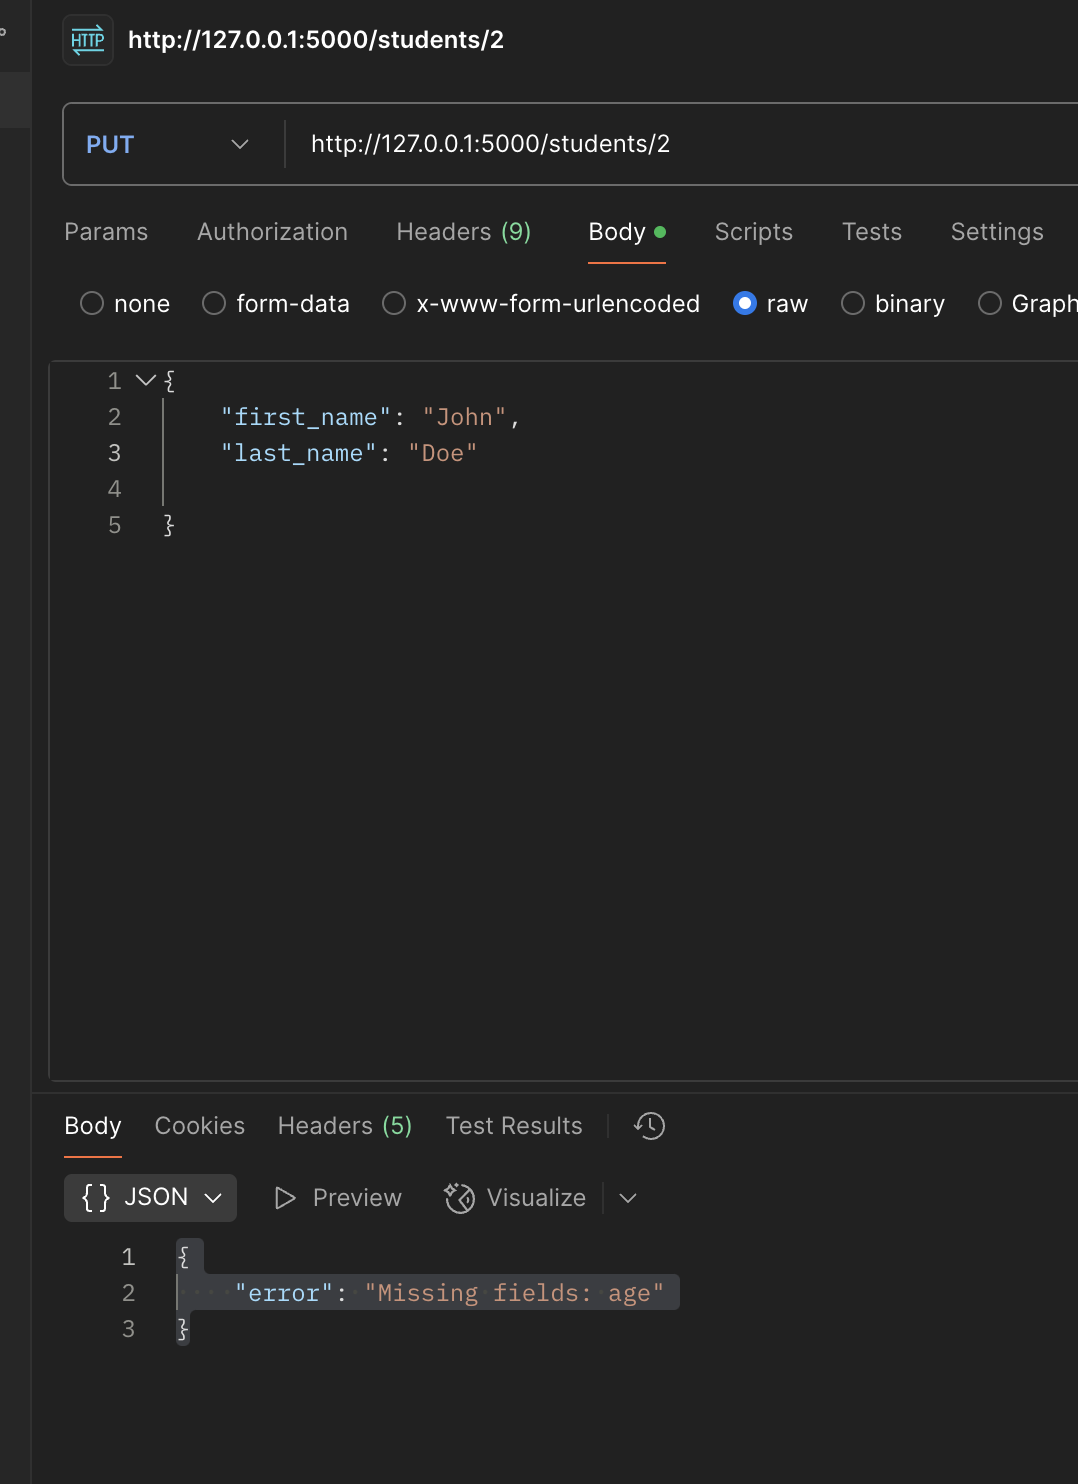 HTTP http://127.0.0.1:5000/students/2
PUT http://127.0.0.1:5000/students/2
Params Authorization Headers (9) Body Scripts Tests Settings
none form-data x-www-form-urlencoded raw binary Graph
1 {
2 "first_name": "John",
3 "last_name": "Doe"
4
5 }
Body Cookies Headers (5) Test Results
{} JSON Preview Visualize
1 {
2 "error": "Missing fields: age"
3 }